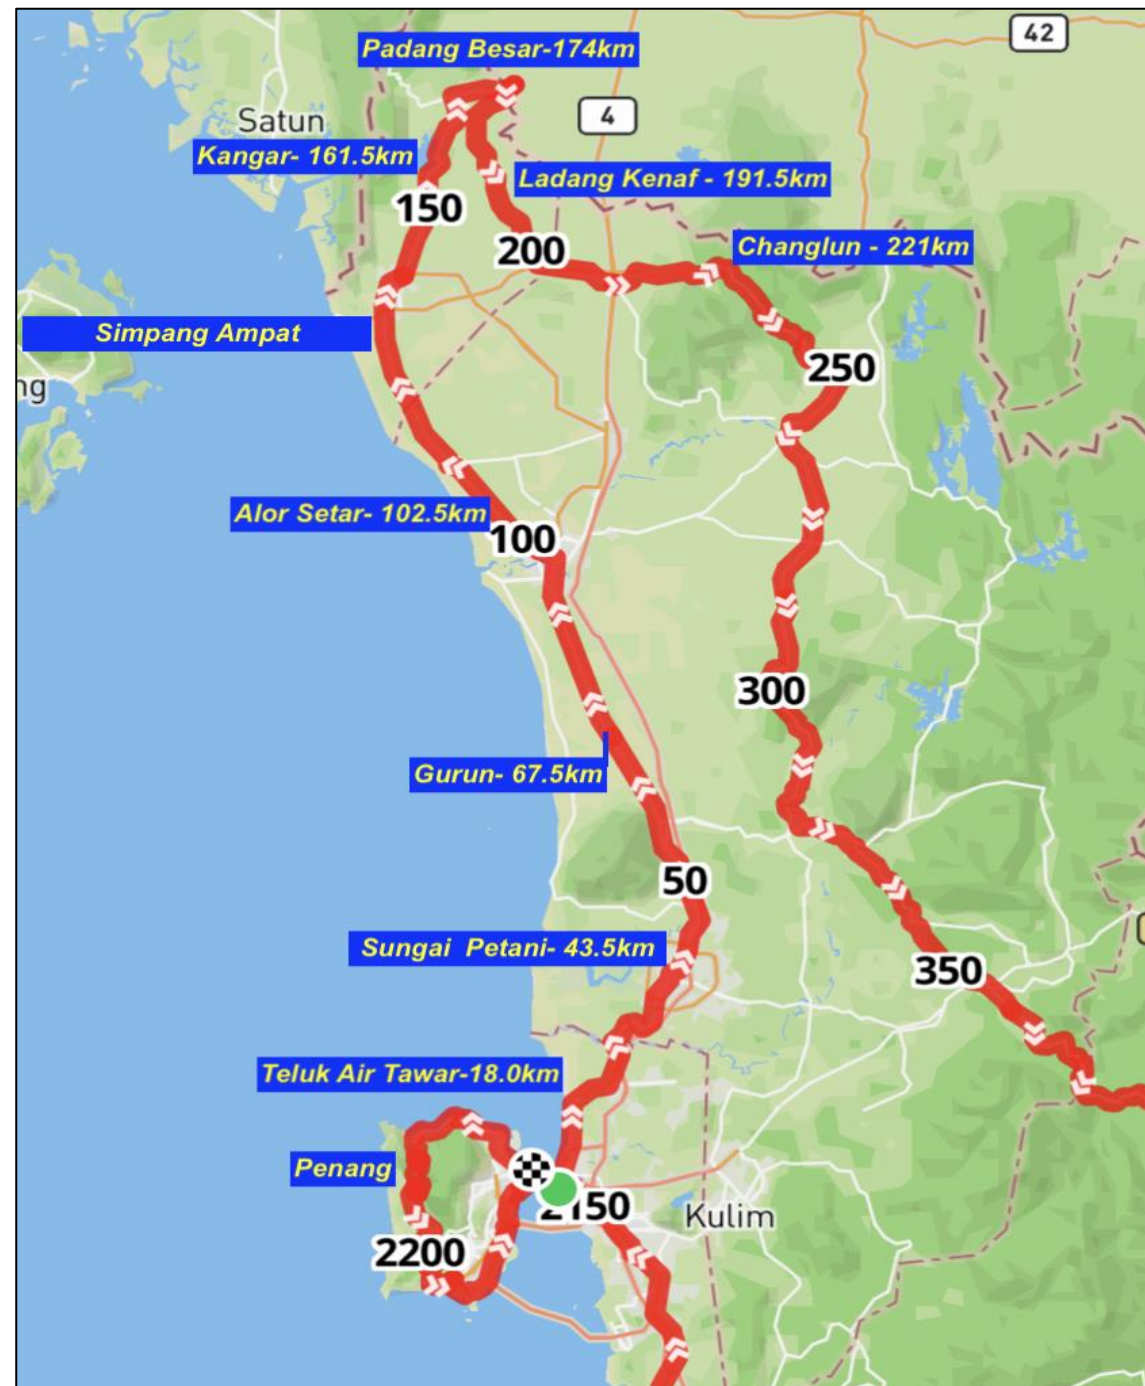 42
Padang Besar-174km
4
Satun
Kangar- 161.5km
Ladang Kenaf - 191.5km
150
200
Changlun - 221km
Simpang Ampat
250
ng
Alor Setar- 102.5km
100
300
Gurun- 67.5km
50
Sungai  Petani- 43.5km
350
Teluk Air Tawar-18.0km
Penang
2150
Kulim
2200